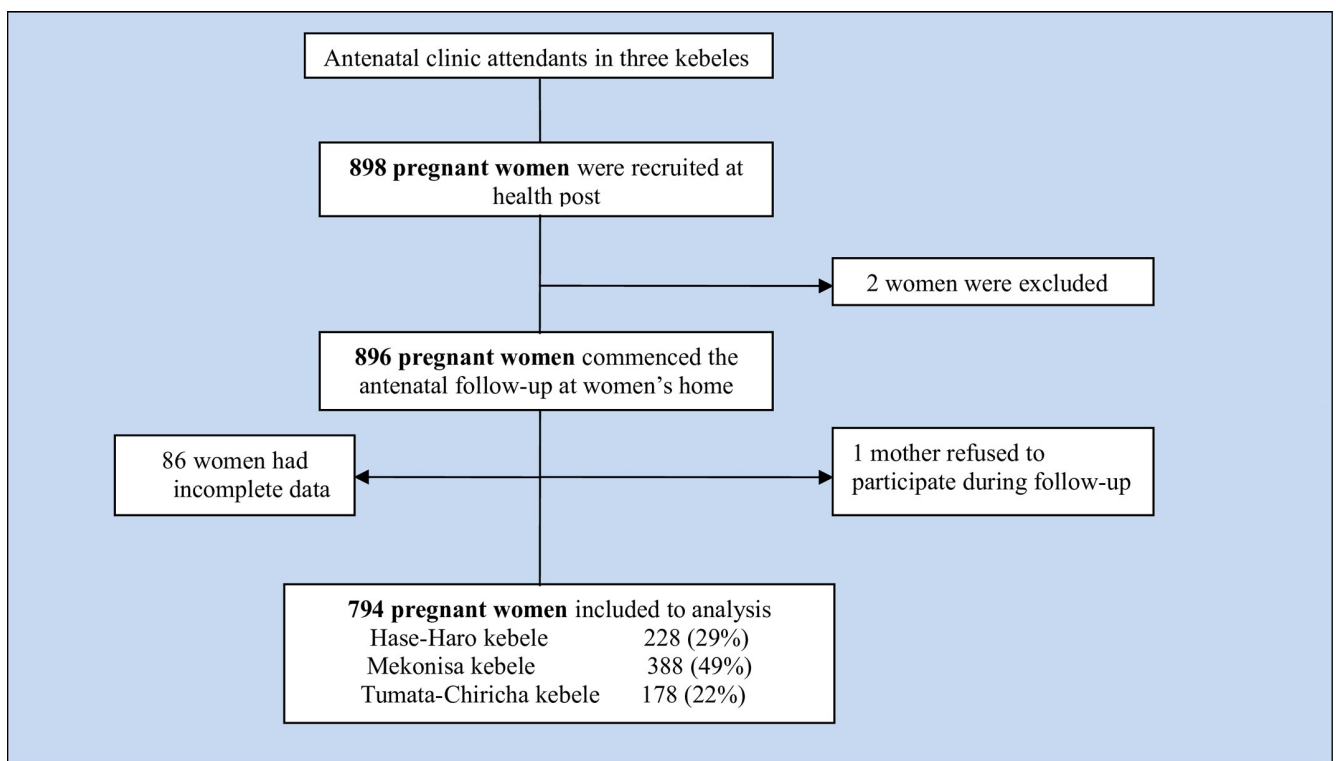 Antenatal clinic attendants in three kebeles
898 pregnant women were recruited at
health post
2 women were excluded
896 pregnant women commenced the
antenatal follow-up at women’s home
86 women had
incomplete data
1 mother refused to
participate during follow-up
794 pregnant women included to analysis
Hase-Haro kebele 228 (29%)
Mekonisa kebele 388 (49%)
Tumata-Chiricha kebele 178 (22%)